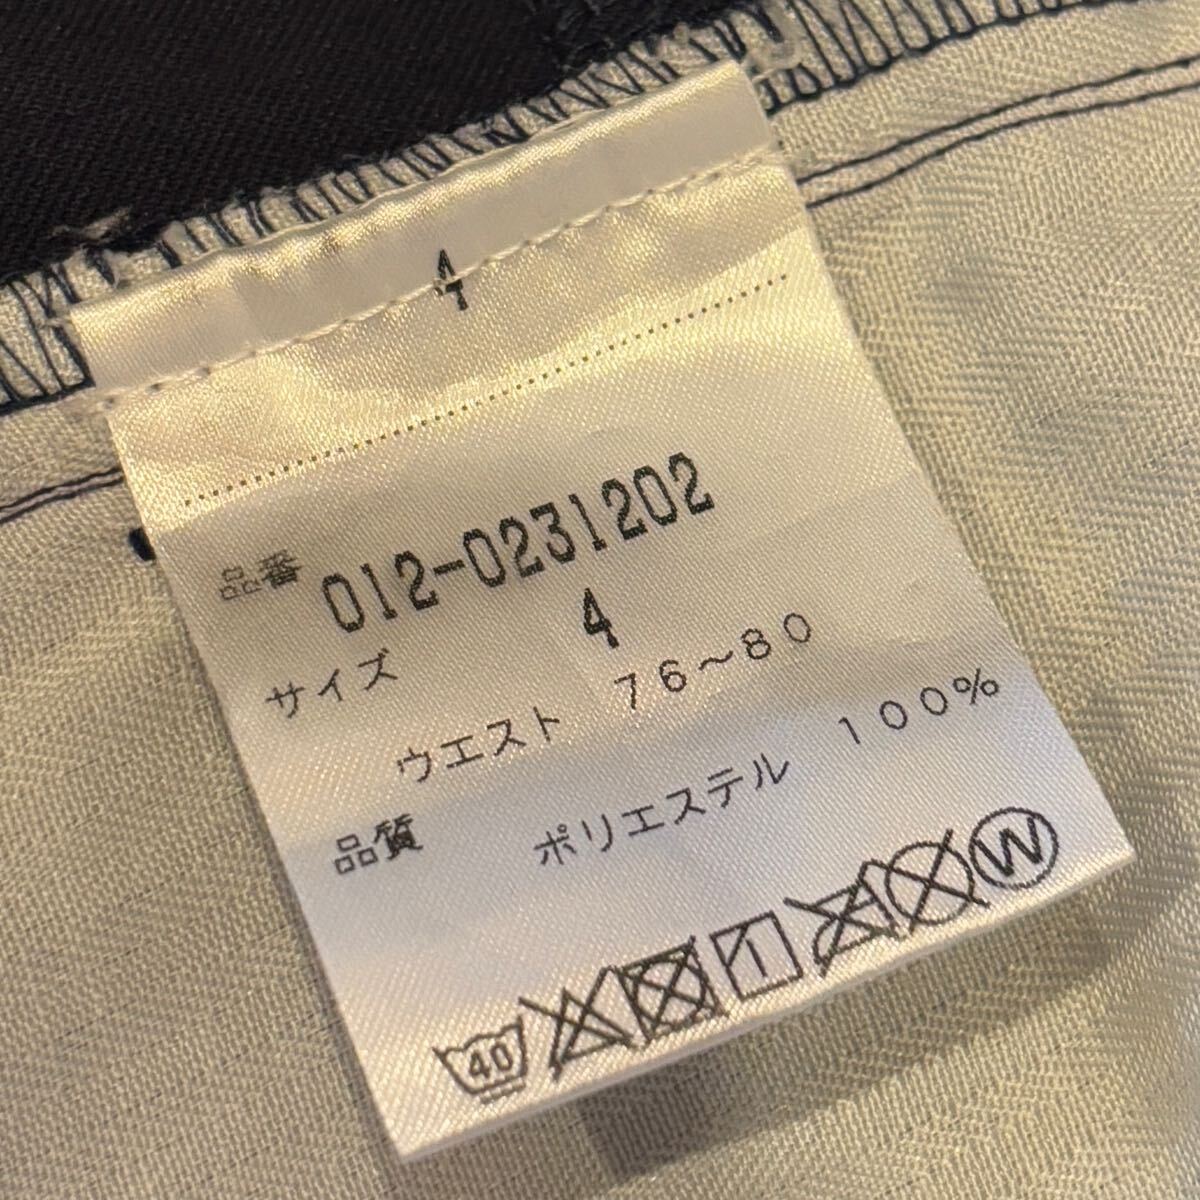 4
品番 012-0231202
サイズ 4
ウエスト 76～80
品質 ポリエステル 100%
40 W